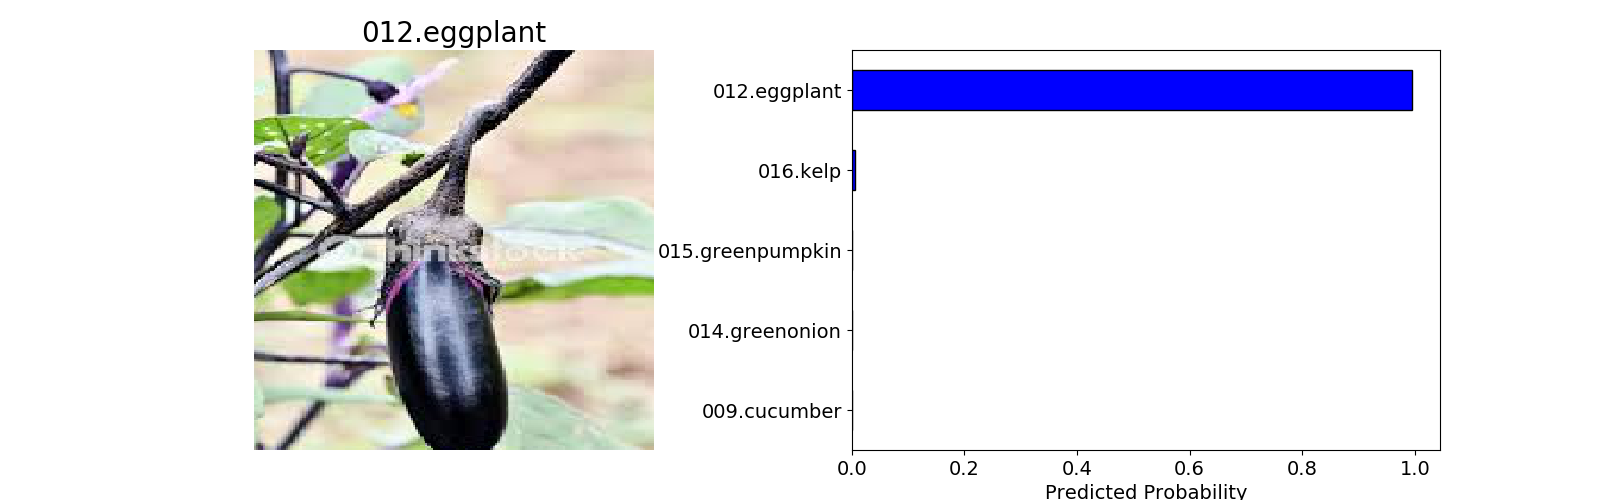 012.eggplant
Thinkstock
012.eggplant
016.kelp
015.greenpumpkin
014.greenonion
009.cucumber
0.0 0.2 0.4 0.6 0.8 1.0
Predicted Probability